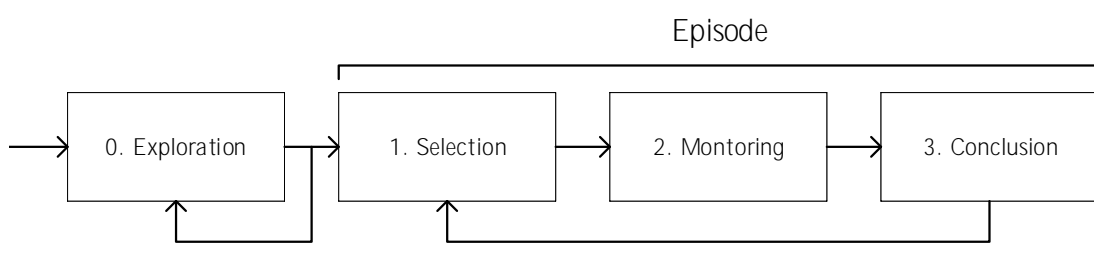 Episode
0. Exploration
1. Selection
2. Montoring
3. Conclusion